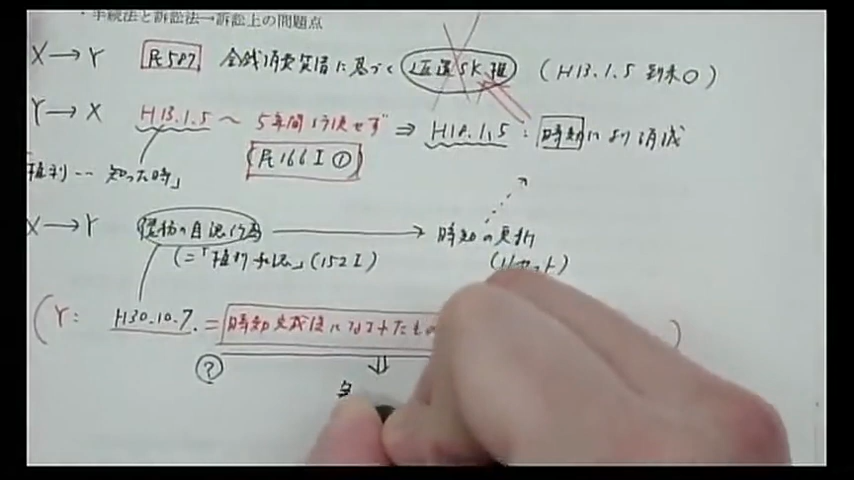 ・手続法と訴訟法→訴訟上の問題点
X→Y 民587 金銭消費貸借に基づく 返還SK権 (H13.1.5 到来○)
Y→X H13.1.5〜 5年間行使せず ⇒ H18.1.5:時効により消滅
民166Ⅰ①
権利…知った時」
X→Y 債務の自認行為 → 時効の更新
(=「権利承認」(152Ⅰ) (リセット)
(Y: H30.10.7. = 時効完成後になされたもの )
?